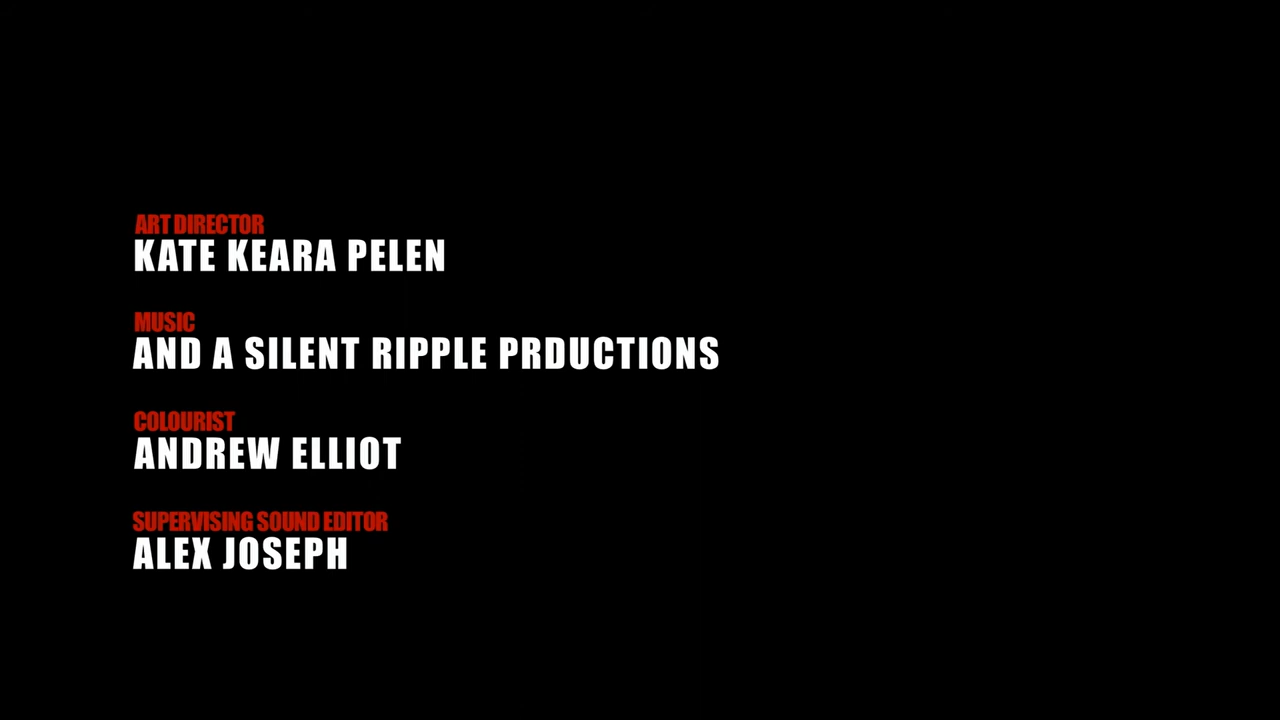 ART DIRECTOR
KATE KEARA PELEN
MUSIC
AND A SILENT RIPPLE PRDUCTIONS
COLOURIST
ANDREW ELLIOT
SUPERVISING SOUND EDITOR
ALEX JOSEPH